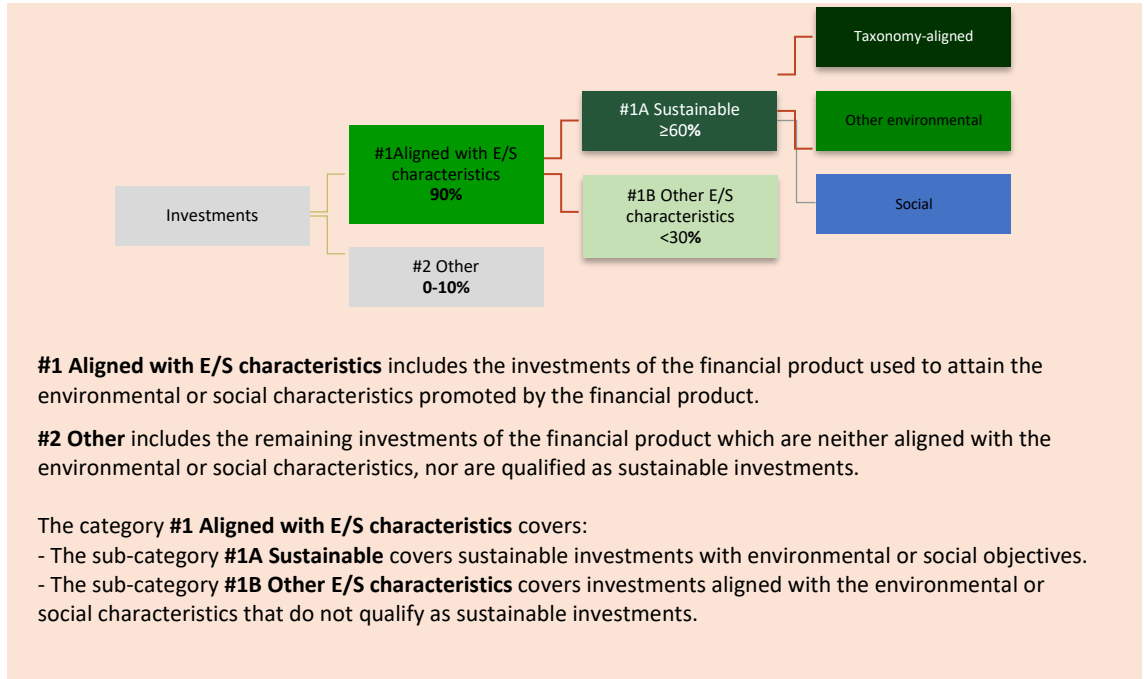 Investments
#1Aligned with E/S
characteristics
90%
#2 Other
0-10%
#1A Sustainable
≥60%
#1B Other E/S
characteristics
<30%
Taxonomy-aligned
Other environmental
Social
#1 Aligned with E/S characteristics includes the investments of the financial product used to attain the
environmental or social characteristics promoted by the financial product.
#2 Other includes the remaining investments of the financial product which are neither aligned with the
environmental or social characteristics, nor are qualified as sustainable investments.
The category #1 Aligned with E/S characteristics covers:
- The sub-category #1A Sustainable covers sustainable investments with environmental or social objectives.
- The sub-category #1B Other E/S characteristics covers investments aligned with the environmental or
social characteristics that do not qualify as sustainable investments.